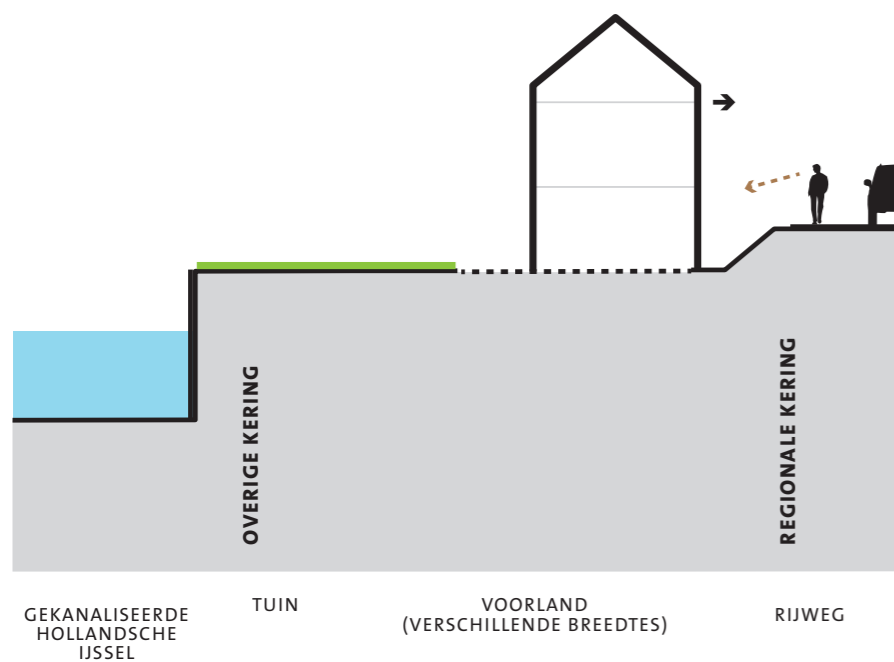 OVERIGE KERING
REGIONALE KERING
GEKANALISEERDE
HOLLANDSCHE
IJSSEL
TUIN
VOORLAND
(VERSCHILLENDE BREEDTES)
RIJWEG